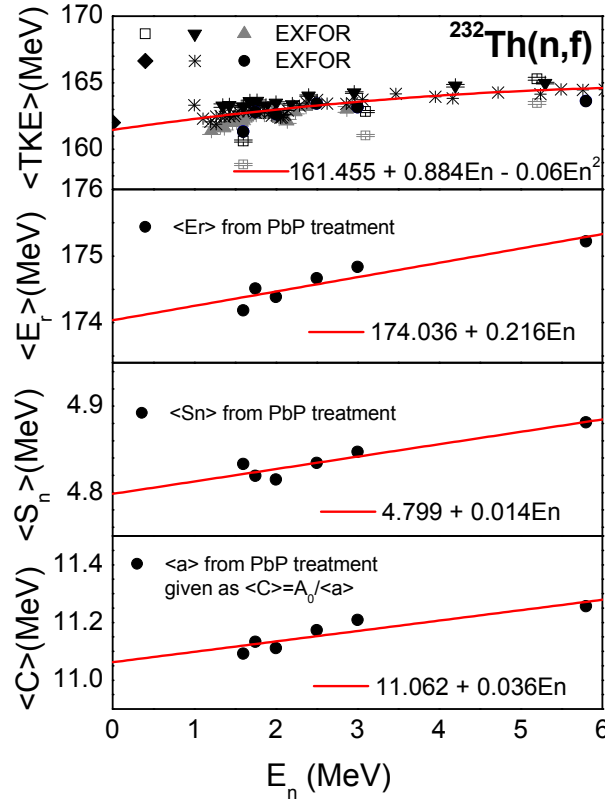 ²³²Th(n,f)
EXFOR
EXFOR
<TKE>(MeV)
170
165
160
161.455 + 0.884En - 0.06En²
176
175
174
<E_r>(MeV)
<Er> from PbP treatment
174.036 + 0.216En
4.9
4.8
<S_n>(MeV)
<Sn> from PbP treatment
4.799 + 0.014En
11.4
11.2
11.0
<C>(MeV)
<a> from PbP treatment
given as <C>=A₀/<a>
11.062 + 0.036En
0 1 2 3 4 5 6
E_n (MeV)